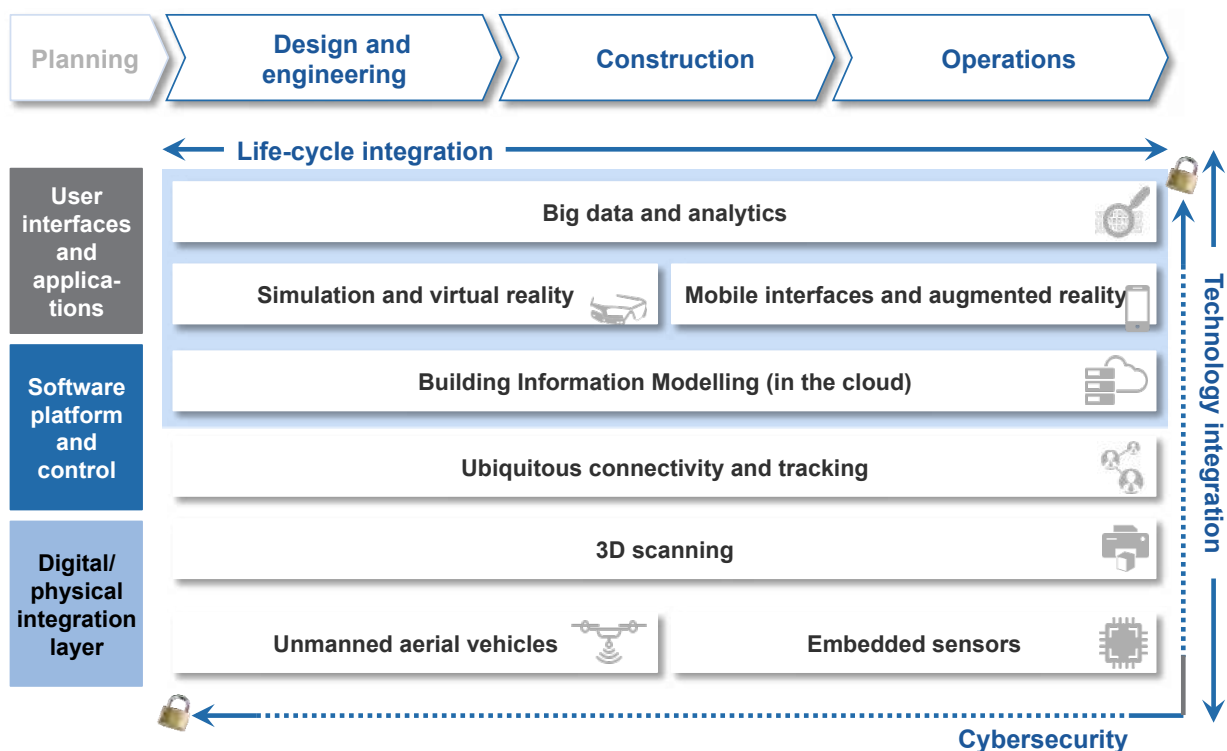 Planning
Design and
engineering
Construction
Operations
Life-cycle integration
User
interfaces
and
applica-
tions
Big data and analytics
Simulation and virtual reality
Mobile interfaces and augmented reality
Software
platform
and
control
Building Information Modelling (in the cloud)
Ubiquitous connectivity and tracking
Digital/
physical
integration
layer
3D scanning
Unmanned aerial vehicles
Embedded sensors
Technology integration
Cybersecurity